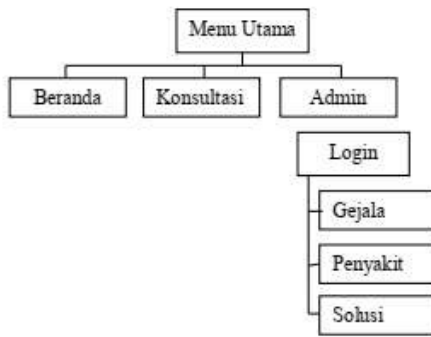 Menu Utama
Beranda
Konsultasi
Admin
Login
Gejala
Penyakit
Solusi